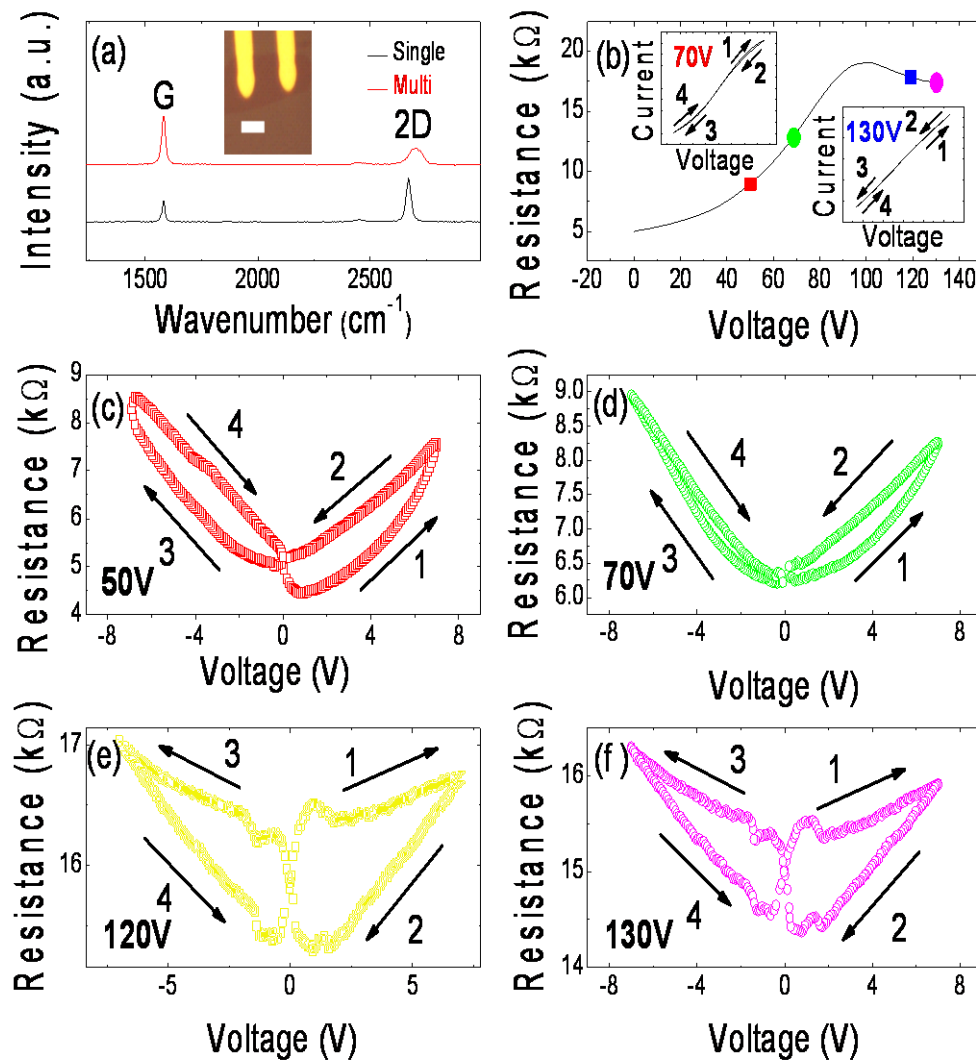 (a)
Single
Multi
G
2D
Intensity (a.u.)
1500 2000 2500
Wavenumber (cm-1)
(b)
70V
1
2
4
3
Current
Voltage
130V
2
1
3
4
Current
Voltage
Resistance (kΩ)
20
15
10
5
-20 0 20 40 60 80 100 120 140
Voltage (V)
(c)
4
2
3
1
50V
Resistance (kΩ)
9
8
7
6
5
4
-8 -4 0 4 8
Voltage (V)
(d)
4
2
3
1
70V
Resistance (kΩ)
9.0
8.5
8.0
7.5
7.0
6.5
6.0
-8 -4 0 4 8
Voltage (V)
(e)
3
1
4
2
120V
Resistance (kΩ)
17
16
-5 0 5
Voltage (V)
(f)
3
1
4
2
130V
Resistance (kΩ)
16
15
14
-8 -4 0 4 8
Voltage (V)